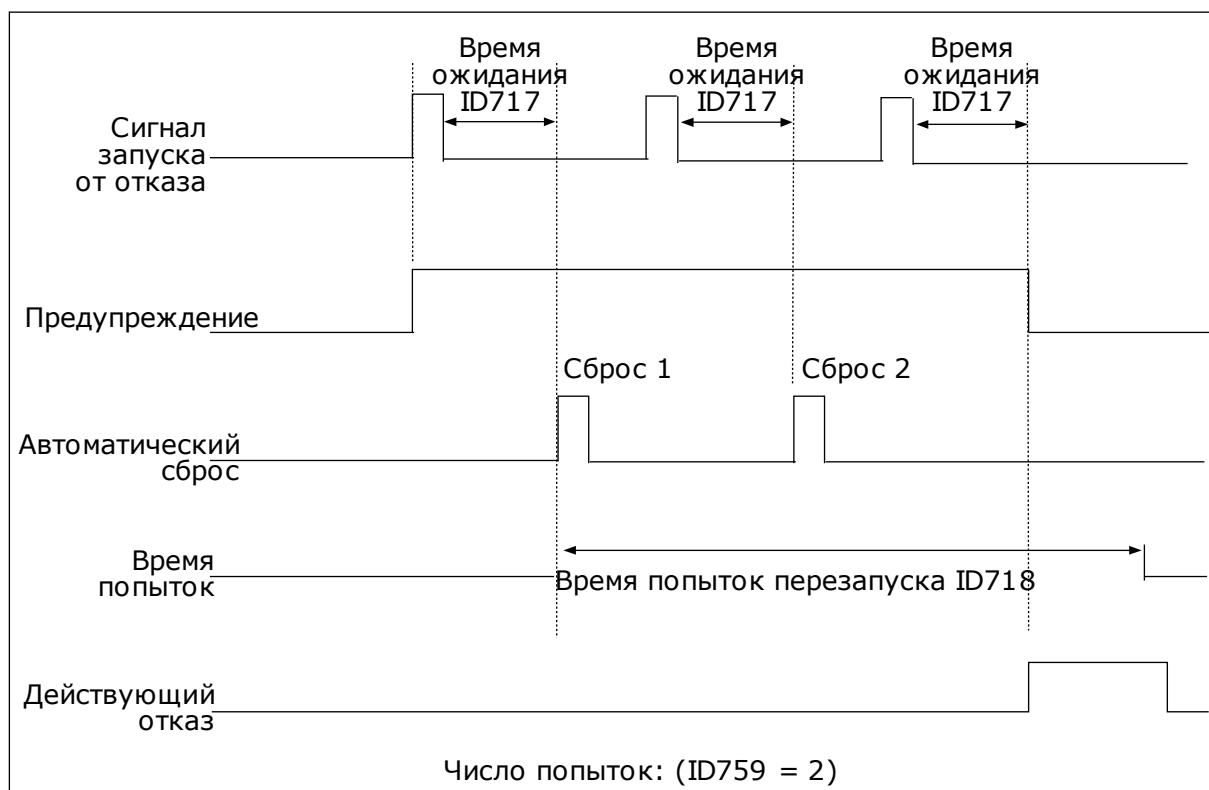 Время
ожидания
ID717
Время
ожидания
ID717
Время
ожидания
ID717
Сигнал
запуска
от отказа
Предупреждение
Сброс 1
Сброс 2
Автоматический
сброс
Время
попыток
Время попыток перезапуска ID718
Действующий
отказ
Число попыток: (ID759 = 2)